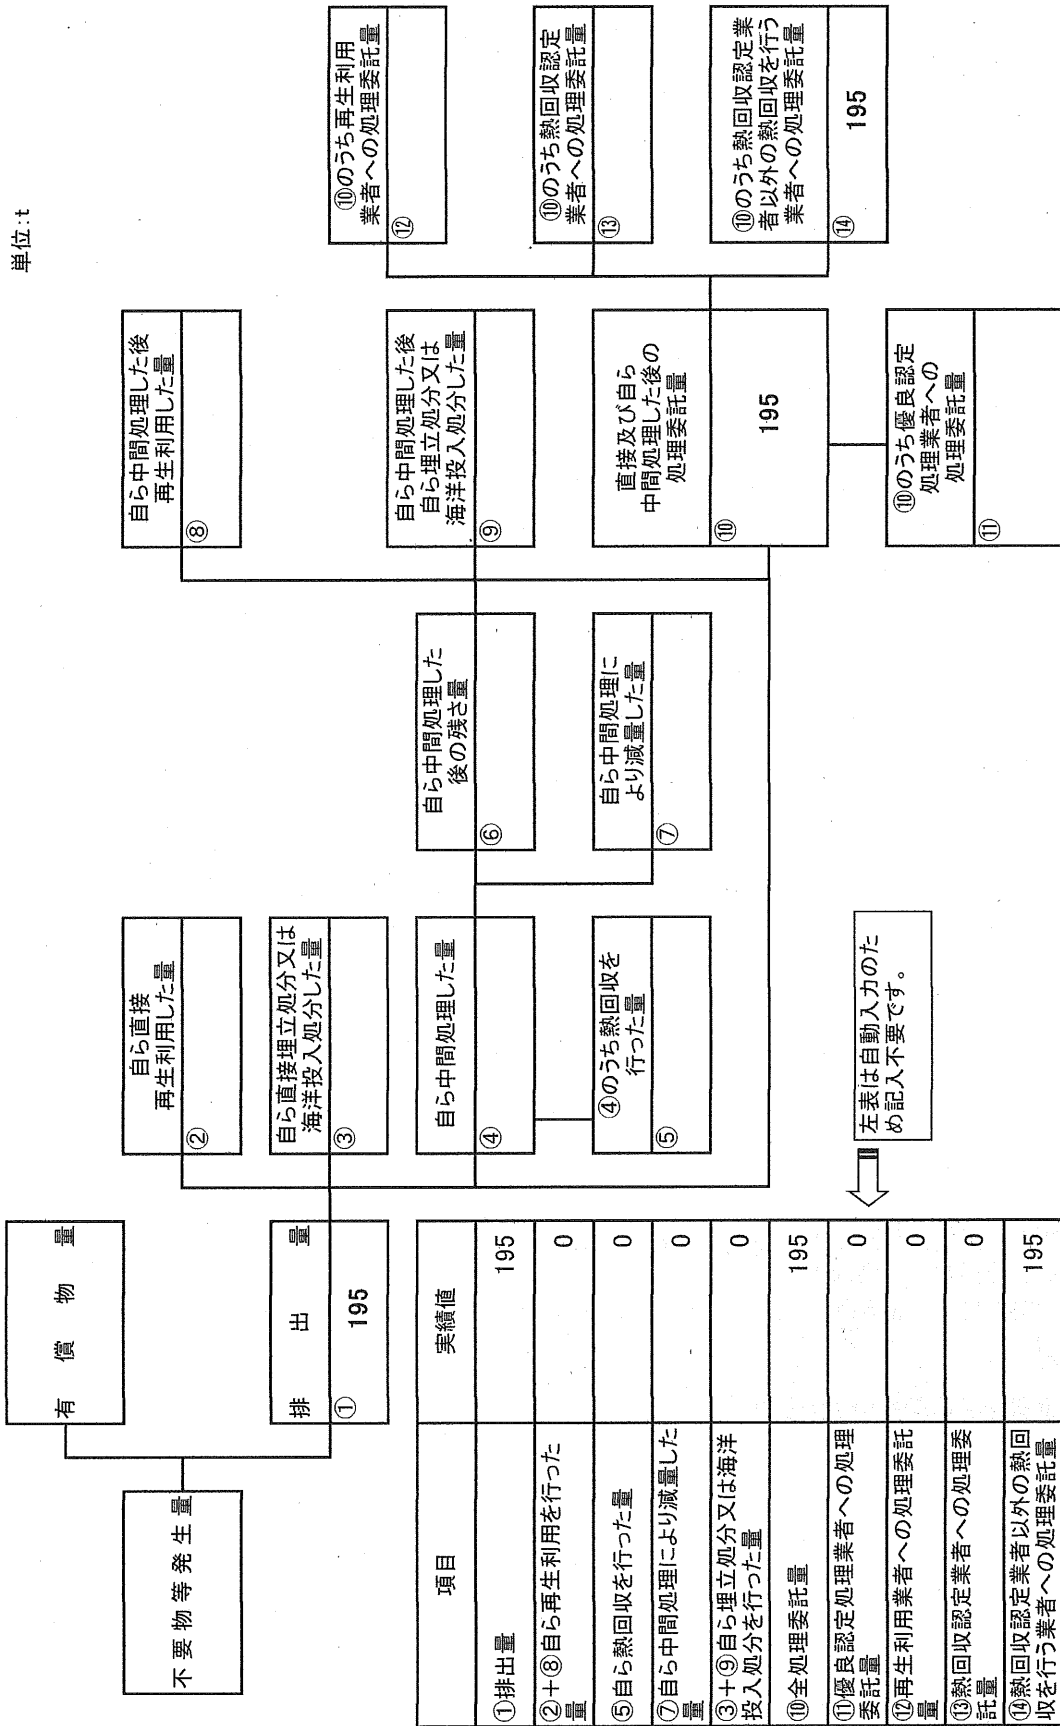 単位:t
不要物等発生量
有償物量
排出量
①
195
自ら直接
再生利用した量
②
自ら直接埋立処分又は
海洋投入処分した量
③
自ら中間処理した量
④
④のうち熱回収を
行った量
⑤
自ら中間処理した
後の残さ量
⑥
自ら中間処理に
より減量した量
⑦
自ら中間処理した後
再生利用した量
⑧
自ら中間処理した後
自ら埋立処分又は
海洋投入処分した量
⑨
直接及び自ら
中間処理した後の
処理委託量
⑩
195
⑩のうち優良認定
処理業者への
処理委託量
⑪
⑩のうち再生利用
業者への処理委託量
⑫
⑩のうち熱回収認定
業者への処理委託量
⑬
⑩のうち熱回収認定業
者以外の熱回収を行う
業者への処理委託量
⑭
195
項目 実績値
①排出量 195
②+⑧自ら再生利用を行った
量 0
⑤自ら熱回収を行った量 0
⑦自ら中間処理により減量した
量 0
③+⑨自ら埋立処分又は海洋
投入処分を行った量 0
⑩全処理委託量 195
⑪優良認定処理業者への処理
委託量 0
⑫再生利用業者への処理委託
量 0
⑬熱回収認定業者への処理委
託量 0
⑭熱回収認定業者以外の熱回
収を行う業者への処理委託量 195
左表は自動入力のた
め記入不要です。